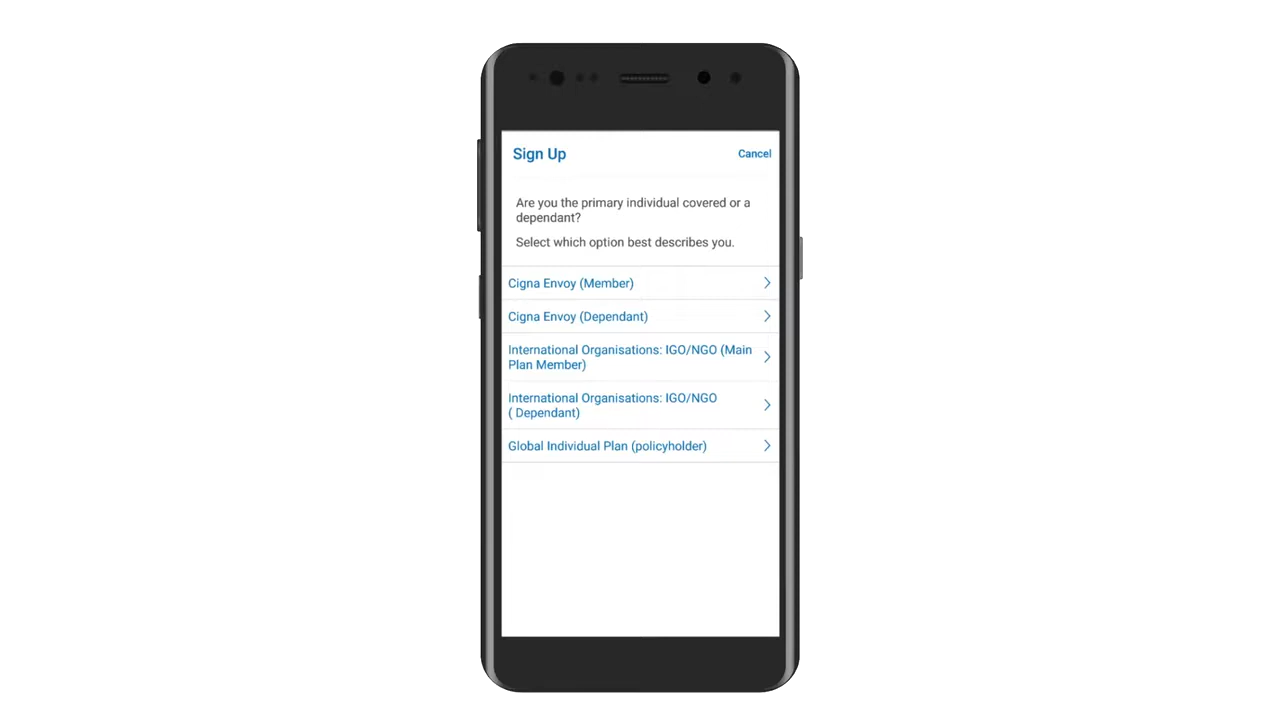 Sign Up
Cancel
Are you the primary individual covered or a
dependant?
Select which option best describes you.
Cigna Envoy (Member)
Cigna Envoy (Dependant)
International Organisations: IGO/NGO (Main
Plan Member)
International Organisations: IGO/NGO
( Dependant)
Global Individual Plan (policyholder)